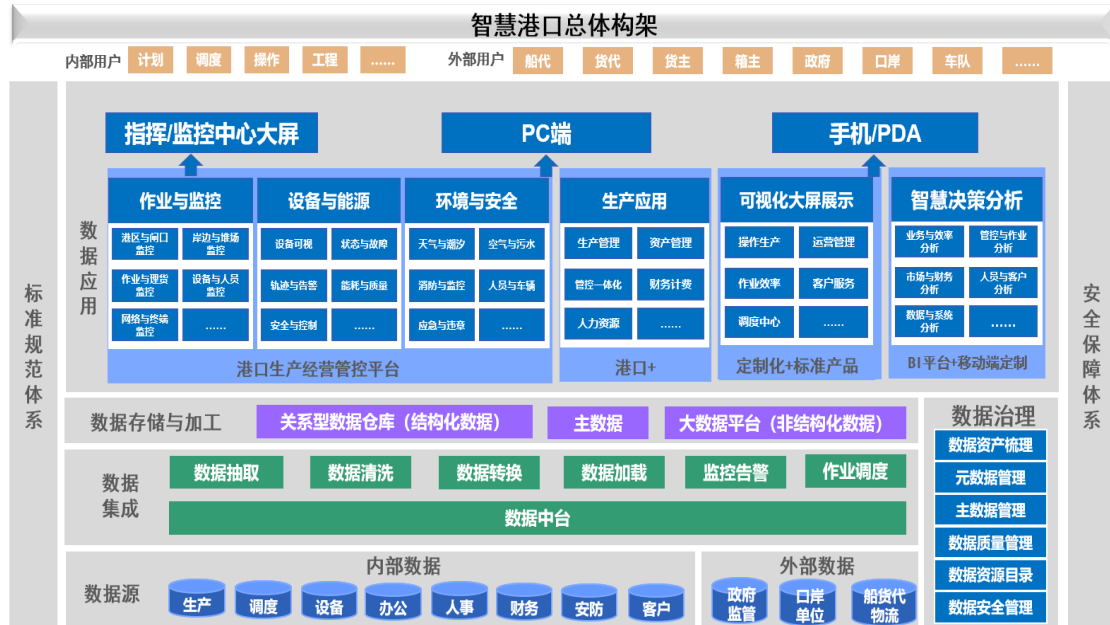 智慧港口总体构架
内部用户 计划 调度 操作 工程 ......
外部用户 船代 货代 货主 箱主 政府 口岸 车队 ......
标准规范体系
安全保障体系
数据应用
指挥/监控中心大屏
PC端
手机/PDA
作业与监控
港区与闸口
监控
岸边与堆场
监控
作业与理货
监控
设备与人员
监控
网络与终端
监控
......
设备与能源
设备可视
状态与故障
轨迹与告警
能耗与质量
安全与控制
......
环境与安全
天气与潮汐
空气与污水
消防与监控
人员与车辆
应急与违章
......
港口生产经营管控平台
生产应用
生产管理
资产管理
管控一体化
财务计费
人力资源
......
港口+
可视化大屏展示
操作生产
运营管理
作业效率
客户服务
调度中心
......
定制化+标准产品
智慧决策分析
业务与效率
分析
管控与作业
分析
市场与财务
分析
人员与客户
分析
数据与系统
分析
......
BI平台+移动端定制
数据存储与加工
关系型数据仓库（结构化数据）
主数据
大数据平台（非结构化数据）
数据
集成
数据抽取
数据清洗
数据转换
数据加载
监控告警
作业调度
数据中台
数据源
内部数据
生产
调度
设备
办公
人事
财务
安防
客户
外部数据
政府
监管
口岸
单位
船货代
物流
数据治理
数据资产梳理
元数据管理
主数据管理
数据质量管理
数据资源目录
数据安全管理